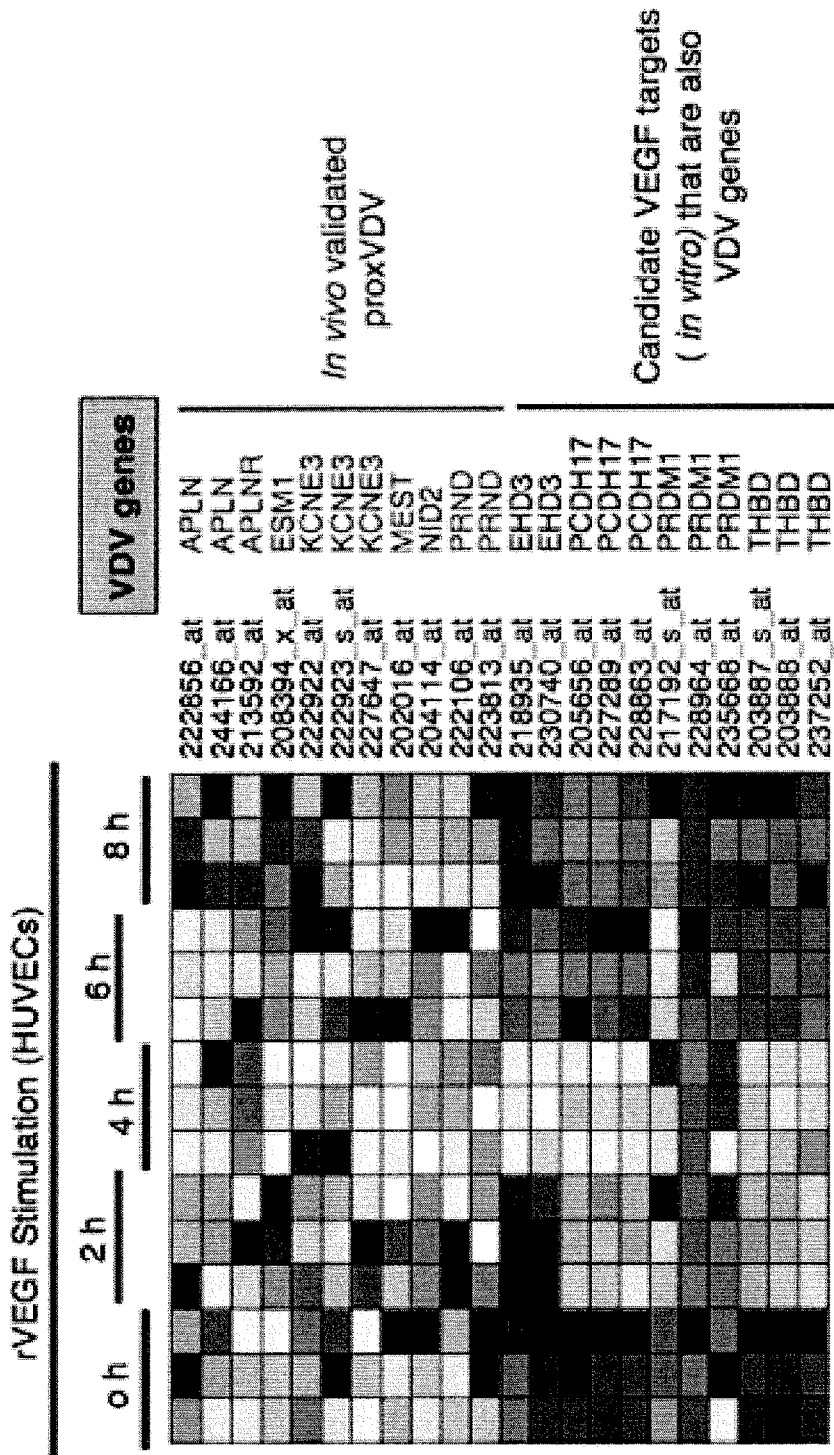 rVEGF Stimulation (HUVECs)
0 h
2 h
4 h
6 h
8 h
VDV genes
222856_at APLN
244166_at APLN
213592_at APLNR
208394_x_at ESM1
222922_at KCNE3
222923_s_at KCNE3
227647_at KCNE3
202016_at MEST
204114_at NID2
222106_at PRND
223813_at PRND
218935_at EHD3
230740_at EHD3
205656_at PCDH17
227289_at PCDH17
228863_at PCDH17
217192_s_at PRDM1
228964_at PRDM1
235668_at PRDM1
203887_s_at THBD
203888_at THBD
237252_at THBD
In vivo validated
proxVDV
Candidate VEGF targets
( in vitro) that are also
VDV genes